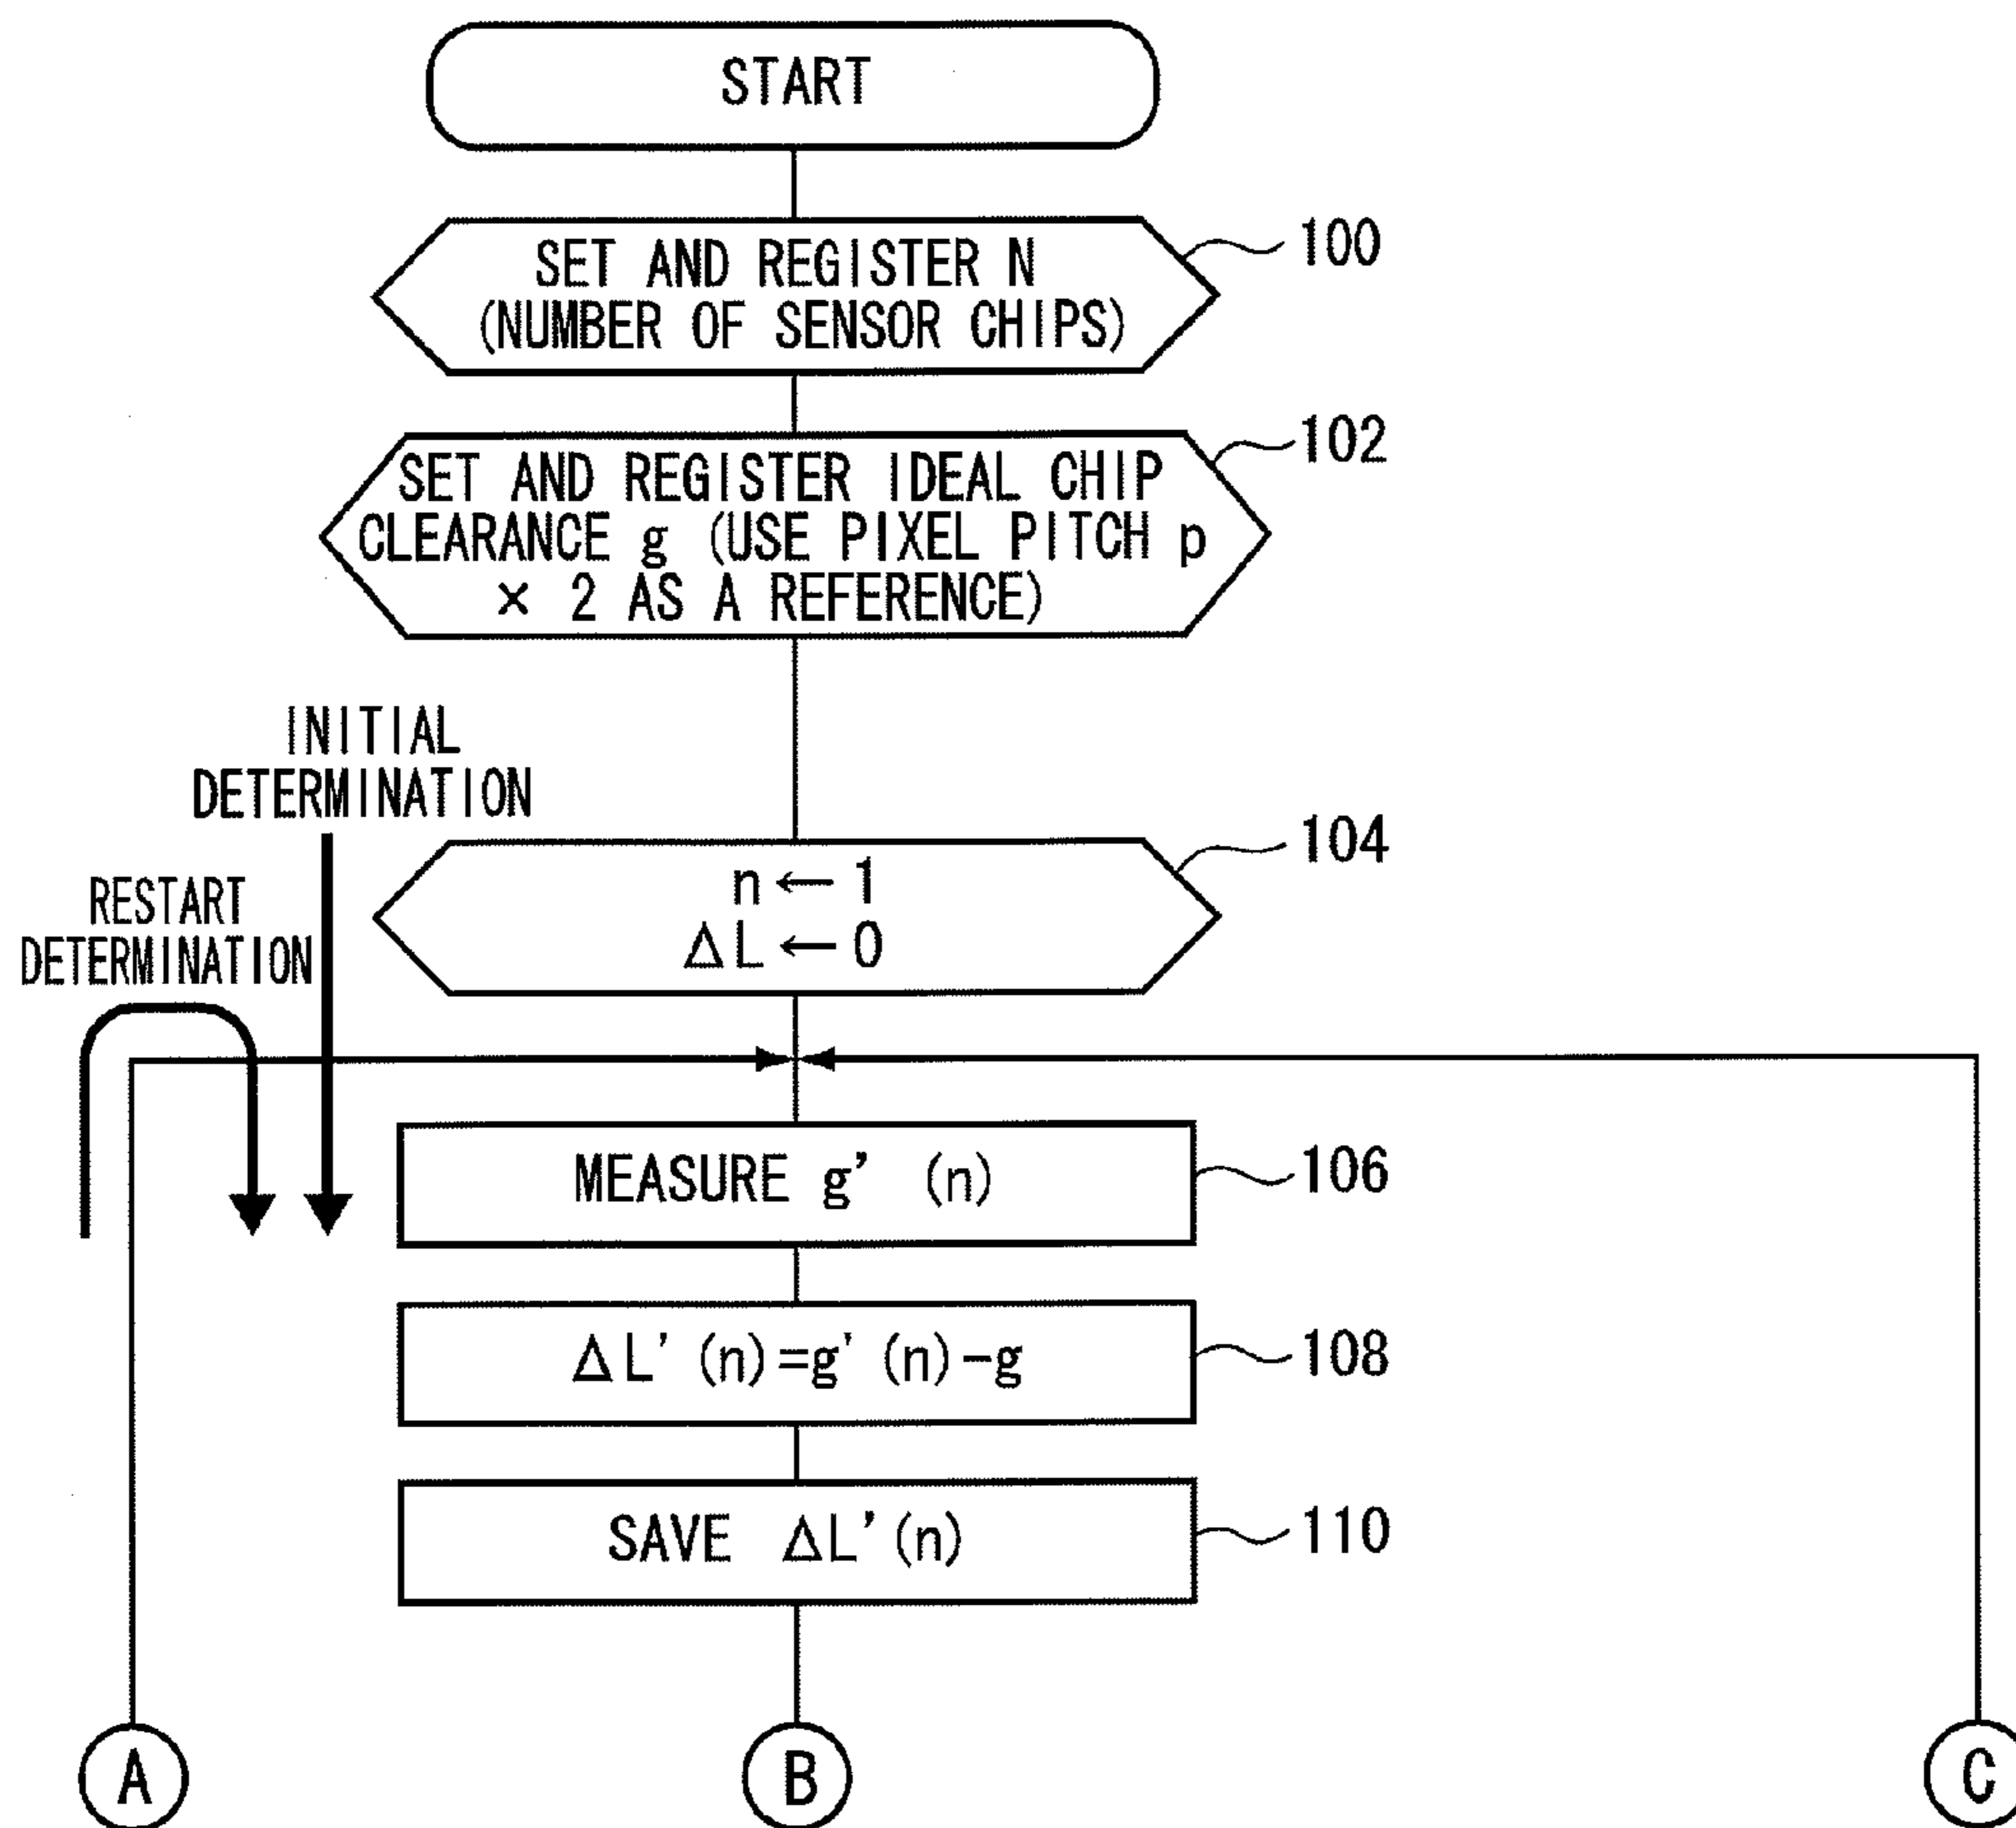 START
SET AND REGISTER N
(NUMBER OF SENSOR CHIPS)
100
SET AND REGISTER IDEAL CHIP
CLEARANCE g (USE PIXEL PITCH p
× 2 AS A REFERENCE)
102
INITIAL
DETERMINATION
RESTART
DETERMINATION
n ← 1
ΔL ← 0
104
MEASURE g' (n)
106
ΔL' (n)=g' (n)-g
108
SAVE ΔL' (n)
110
A
B
C